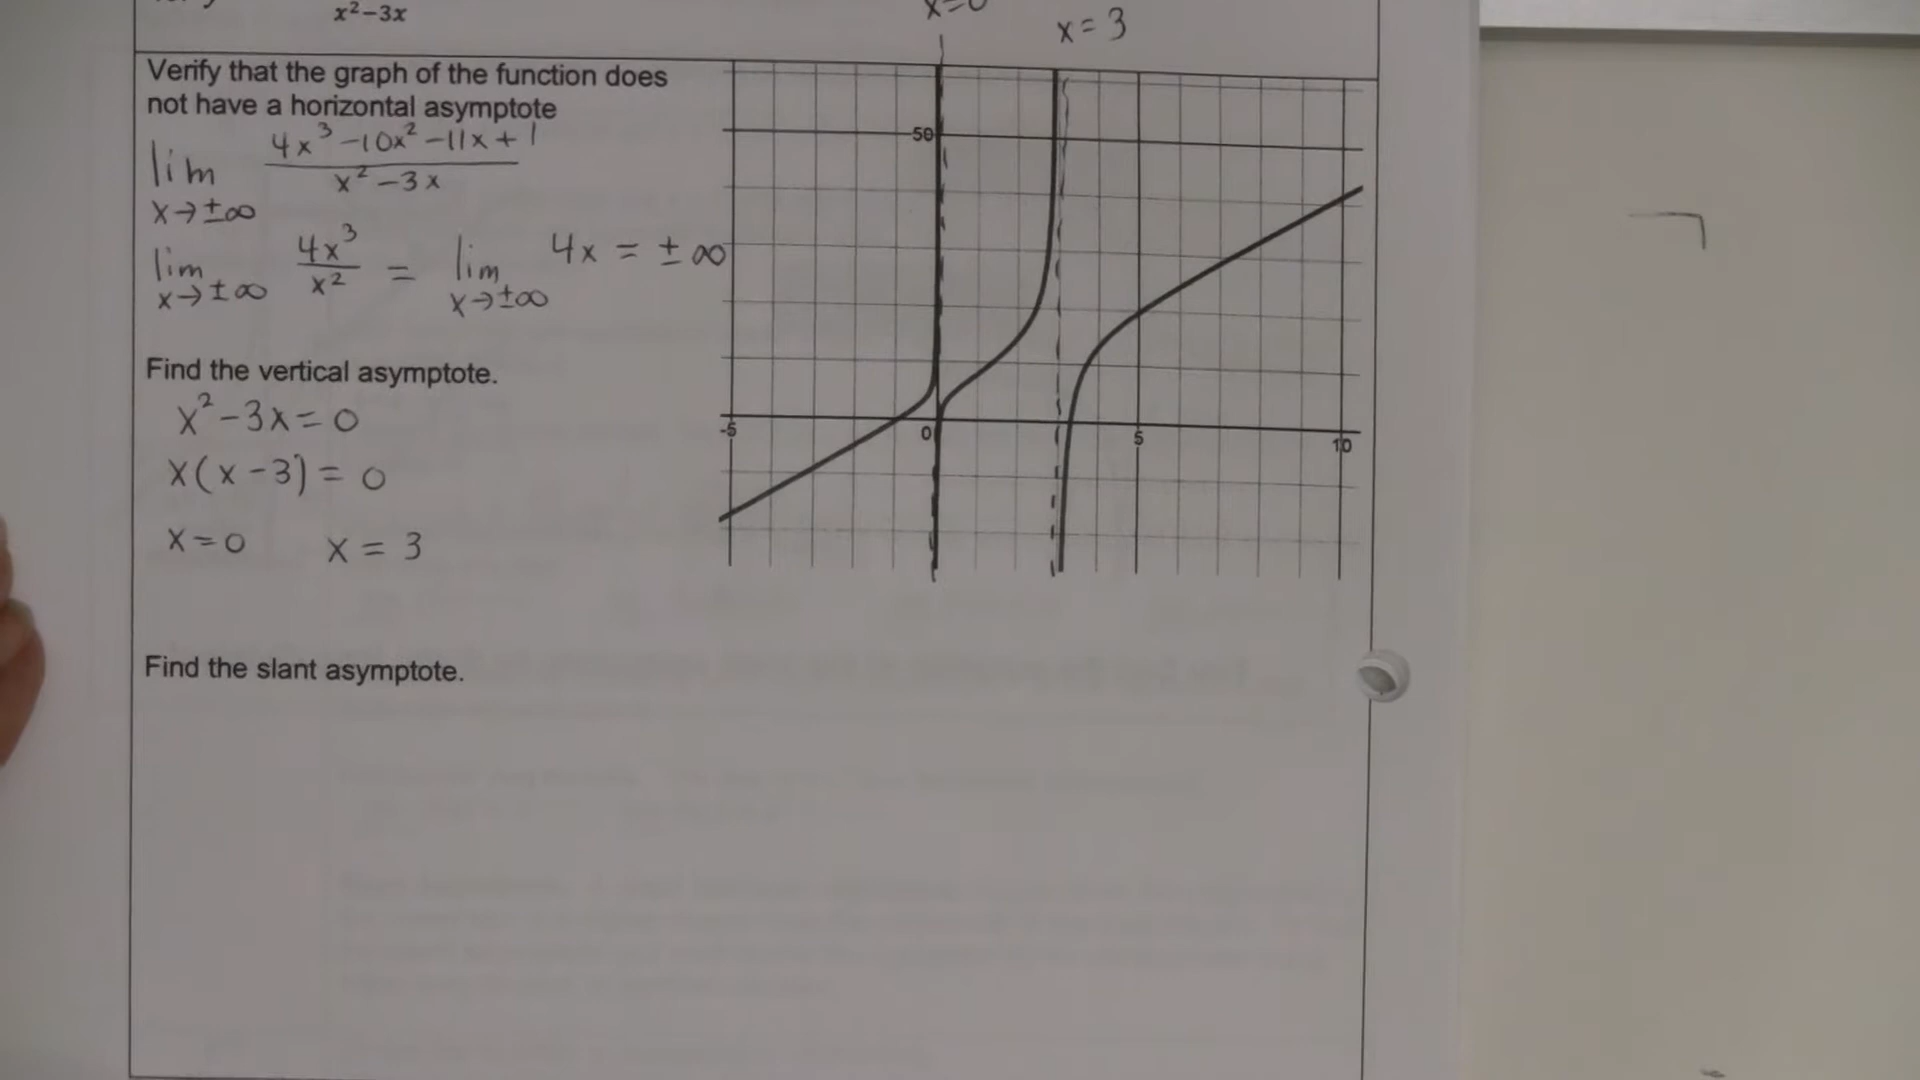 x²−3x
x=0
x = 3
Verify that the graph of the function does
not have a horizontal asymptote
lim x→±∞ (4x³ −10x² −11x + 1)/(x² −3x)
lim x→±∞ 4x³/x² = lim x→±∞ 4x = ± ∞
Find the vertical asymptote.
x² −3x = 0
x(x −3) = 0
x = 0 x = 3
Find the slant asymptote.
50
-5 0 5 10